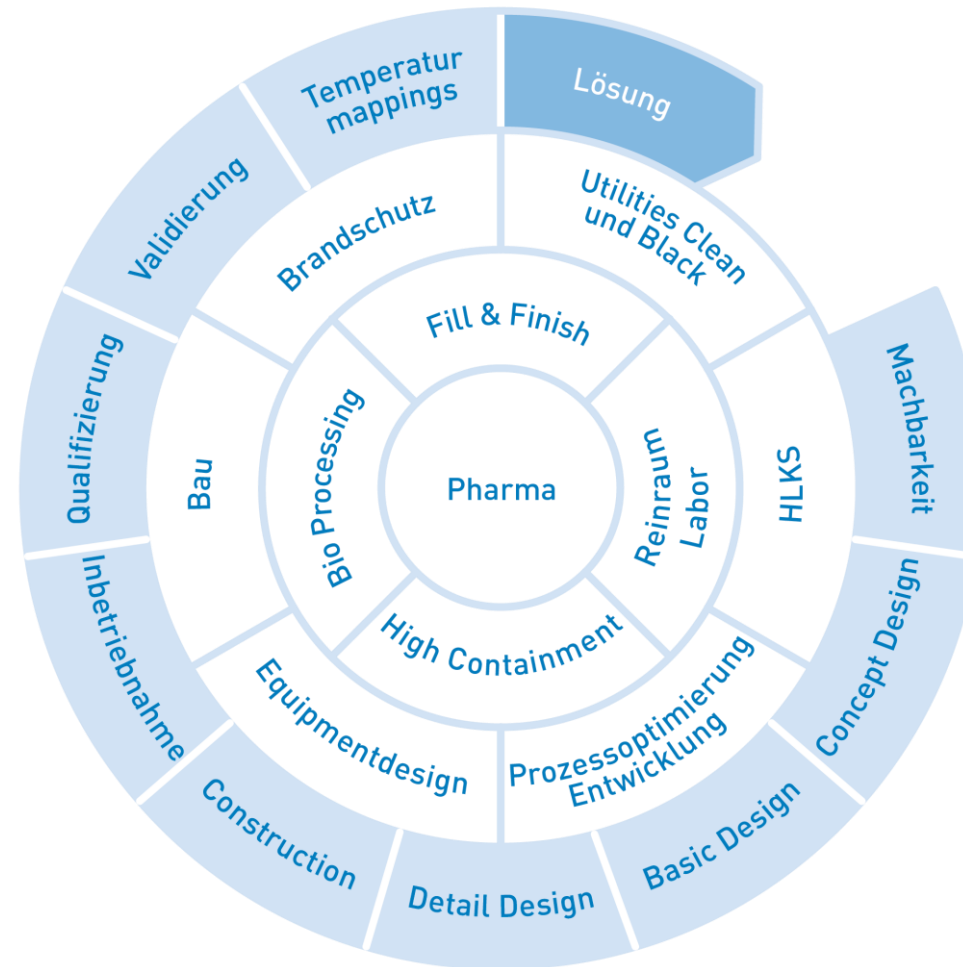 Lösung
Temperatur
mappings
Validierung
Qualifizierung
Inbetriebnahme
Construction
Detail Design
Basic Design
Concept Design
Machbarkeit
Utilities Clean
und Black
HLKS
Prozessoptimierung
Entwicklung
Equipmentdesign
Bau
Brandschutz
Fill & Finish
Reinraum
Labor
High Containment
Bio Processing
Pharma